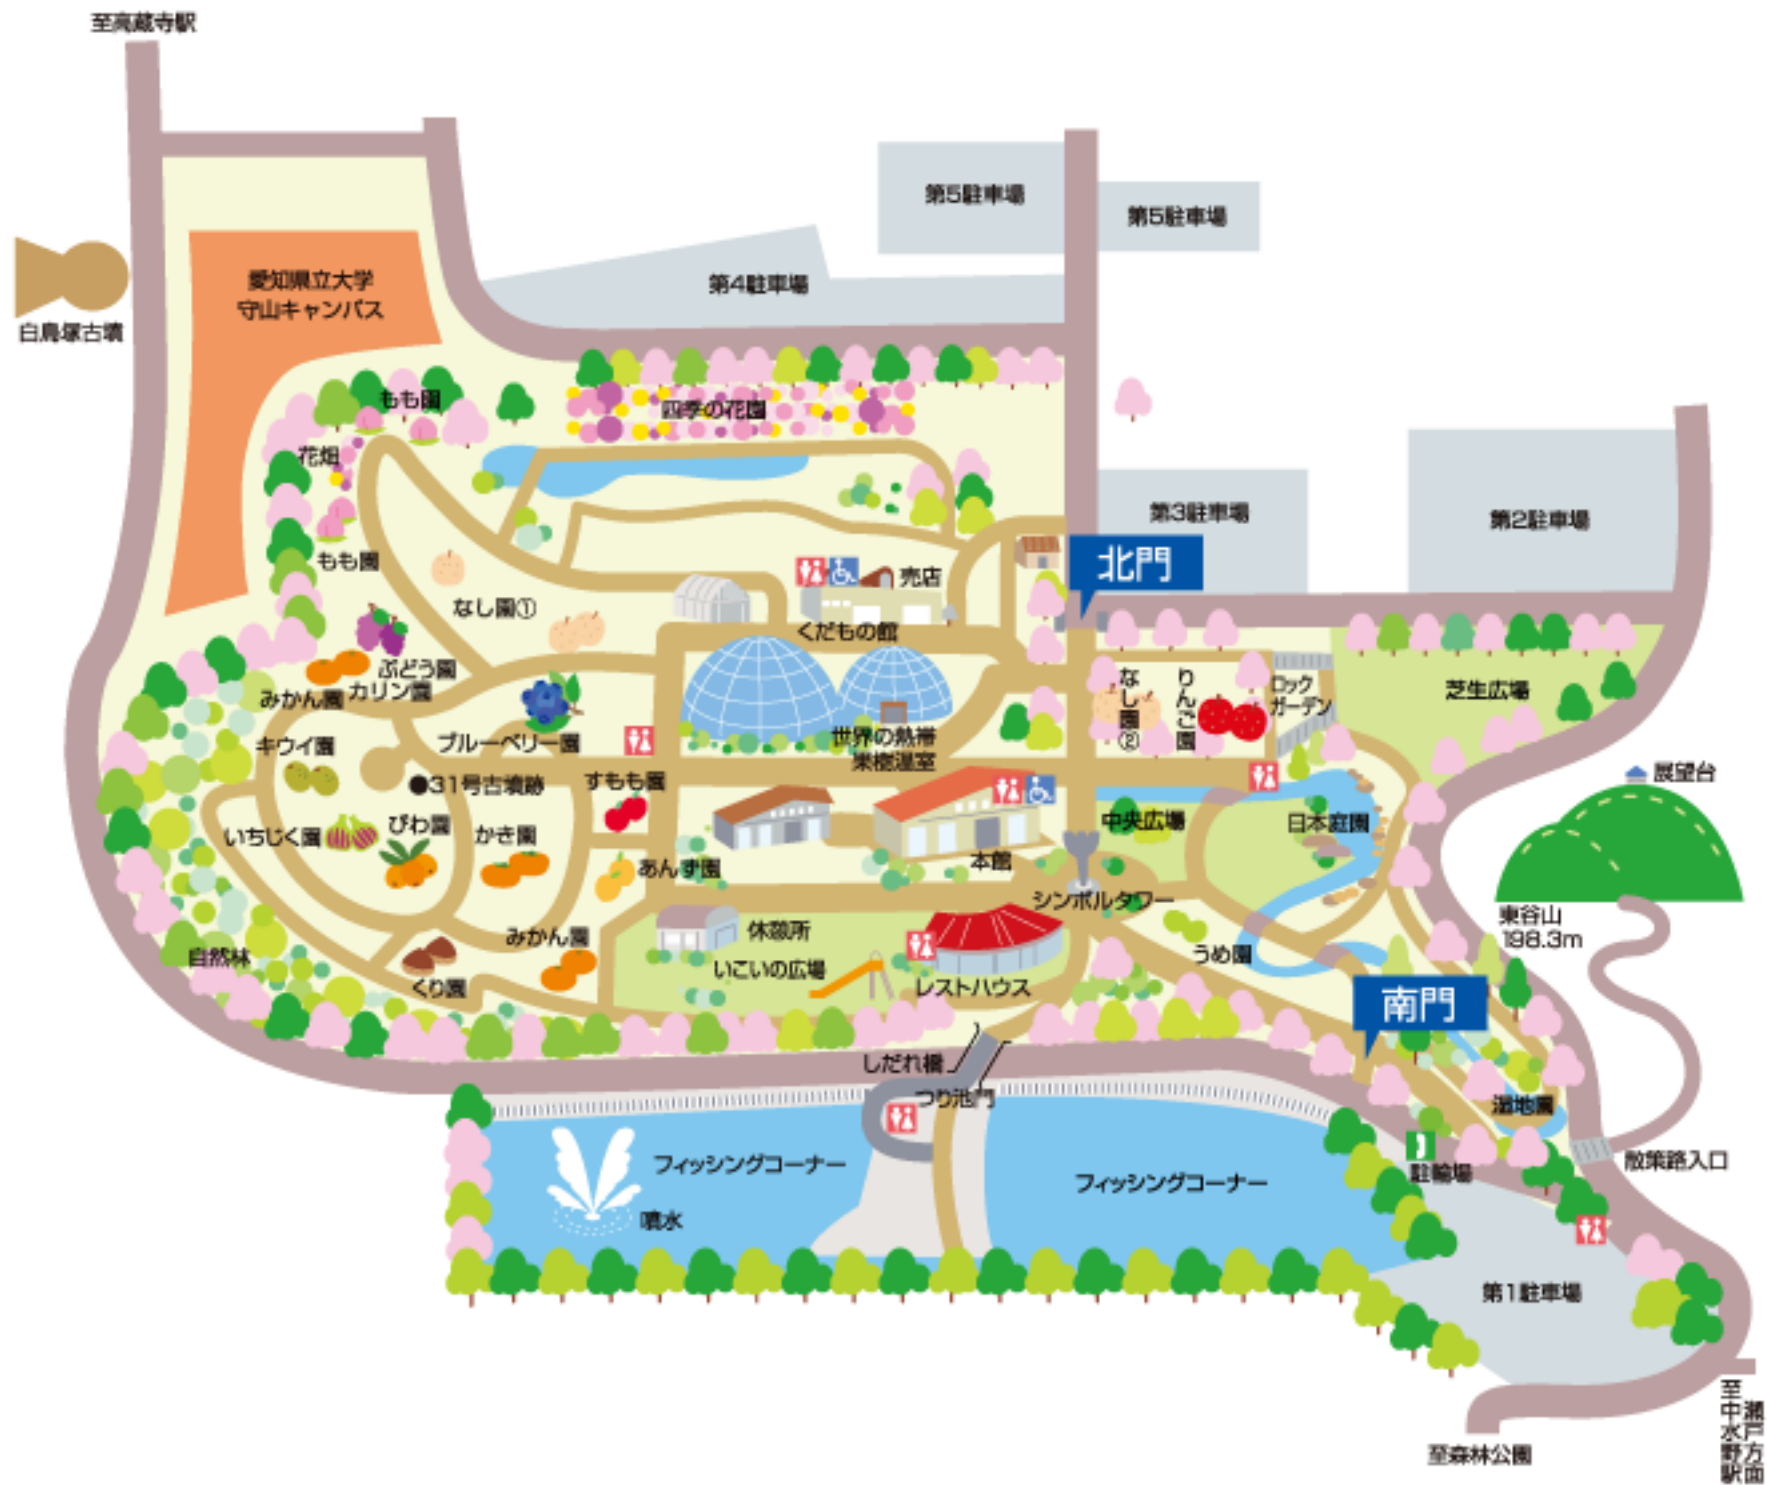 至高蔵寺駅
第5駐車場
第5駐車場
愛知県立大学
守山キャンパス
第4駐車場
白鳥塚古墳
もも園
四季の花園
花畑
第3駐車場
第2駐車場
もも園
北門
売店
なし園①
くだもの館
ぶどう園
みかん園
カリン園
なし園②
りんご園
ロック
ガーデン
芝生広場
キウイ園
ブルーベリー園
世界の熱帯
果樹温室
●31号古墳跡
すもも園
展望台
いちじく園
びわ園
かき園
中央広場
日本庭園
あんず園
本館
シンボルタワー
東谷山
198.3m
休憩所
みかん園
うめ園
自然林
いこいの広場
くり園
レストハウス
南門
しだれ橋
つり池門
湿地園
フィッシングコーナー
フィッシングコーナー
駐輪場
散策路入口
噴水
第1駐車場
至森林公園
至中水野駅
瀬戸方面